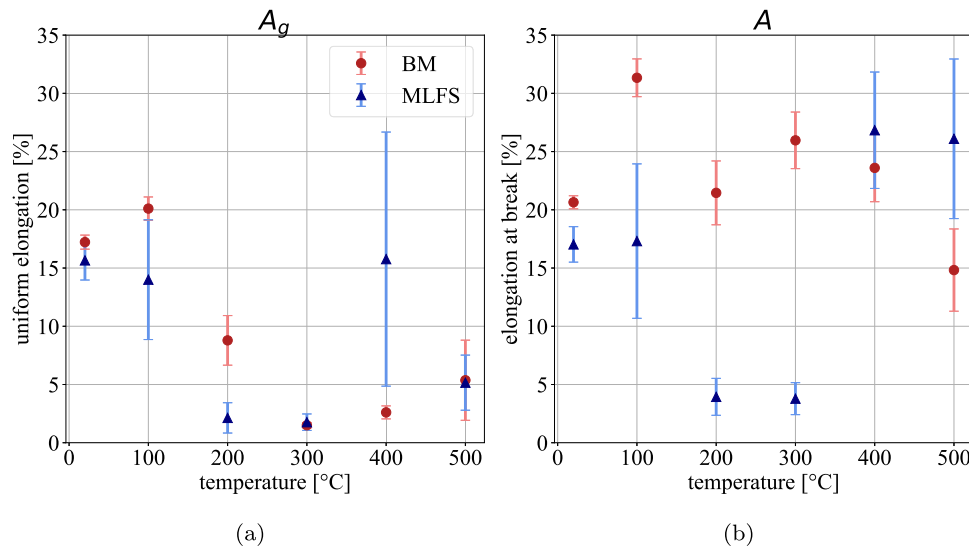 A_g
A
35
30
25
20
15
10
5
0
0 100 200 300 400 500
uniform elongation [%]
temperature [°C]
BM
MLFS
35
30
25
20
15
10
5
0
0 100 200 300 400 500
elongation at break [%]
temperature [°C]
(a)
(b)